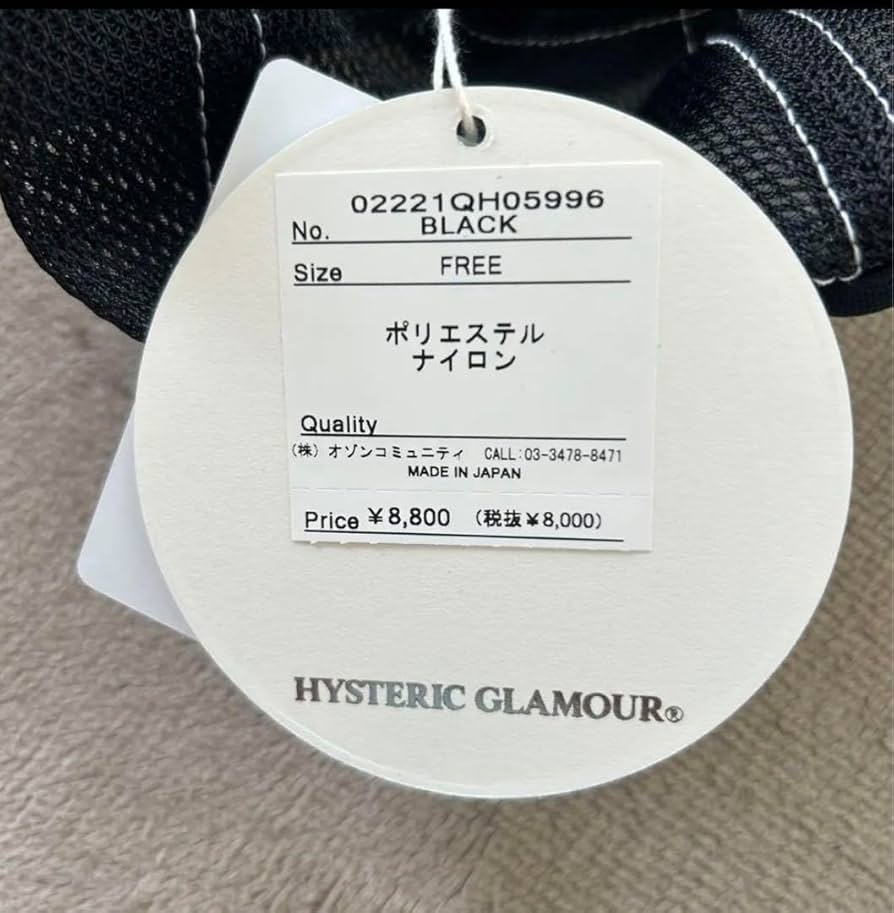 02221QH05996
No. BLACK
Size FREE
ポリエステル
ナイロン
Quality
(株) オゾンコミュニティ CALL:03-3478-8471
MADE IN JAPAN
Price ¥8,800 (税抜¥8,000)
HYSTERIC GLAMOUR®